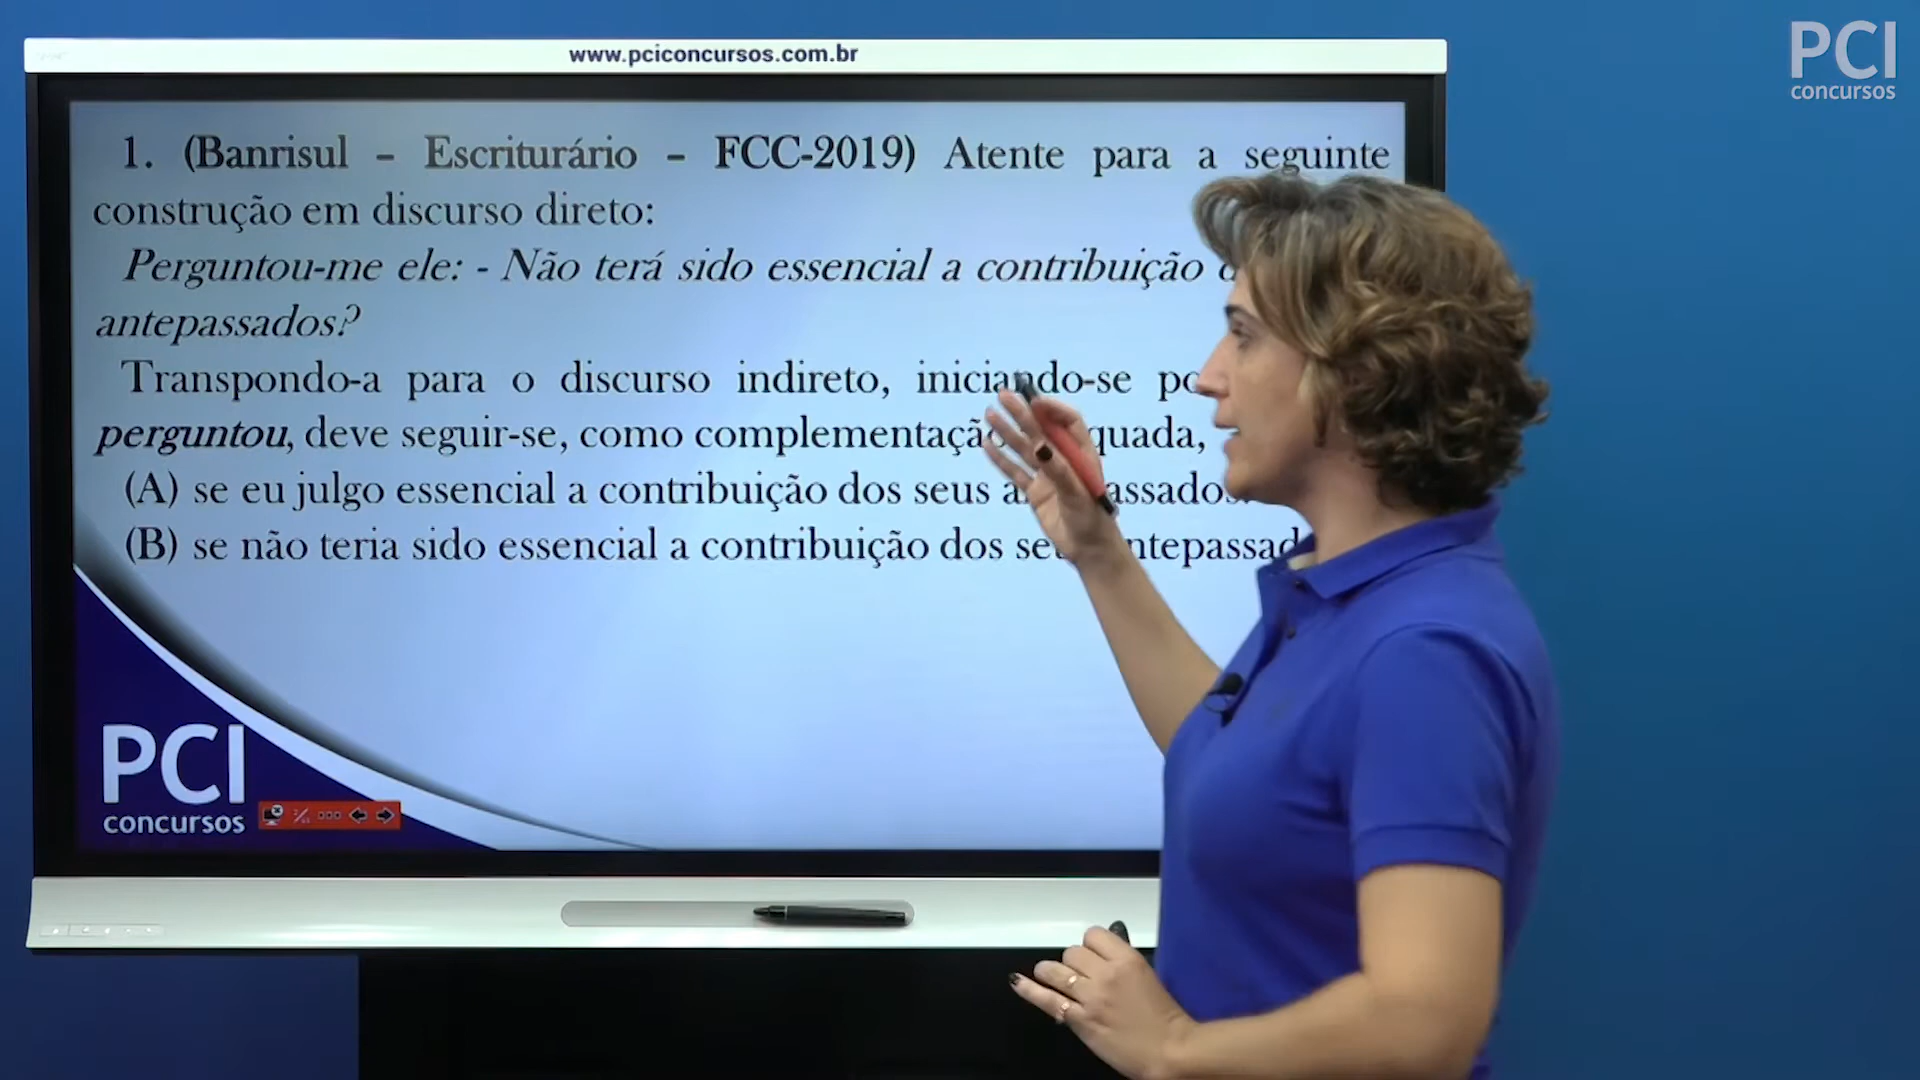 www.pciconcursos.com.br
PCI
concursos
1. (Banrisul – Escriturário – FCC-2019) Atente para a seguinte
construção em discurso direto:
Perguntou-me ele: - Não terá sido essencial a contribuição
antepassados?
Transpondo-a para o discurso indireto, iniciando-se
perguntou, deve seguir-se, como
(A) se eu julgo essencial a contribuição dos seus
(B) se não teria sido essencial a contribuição dos
PCI
concursos